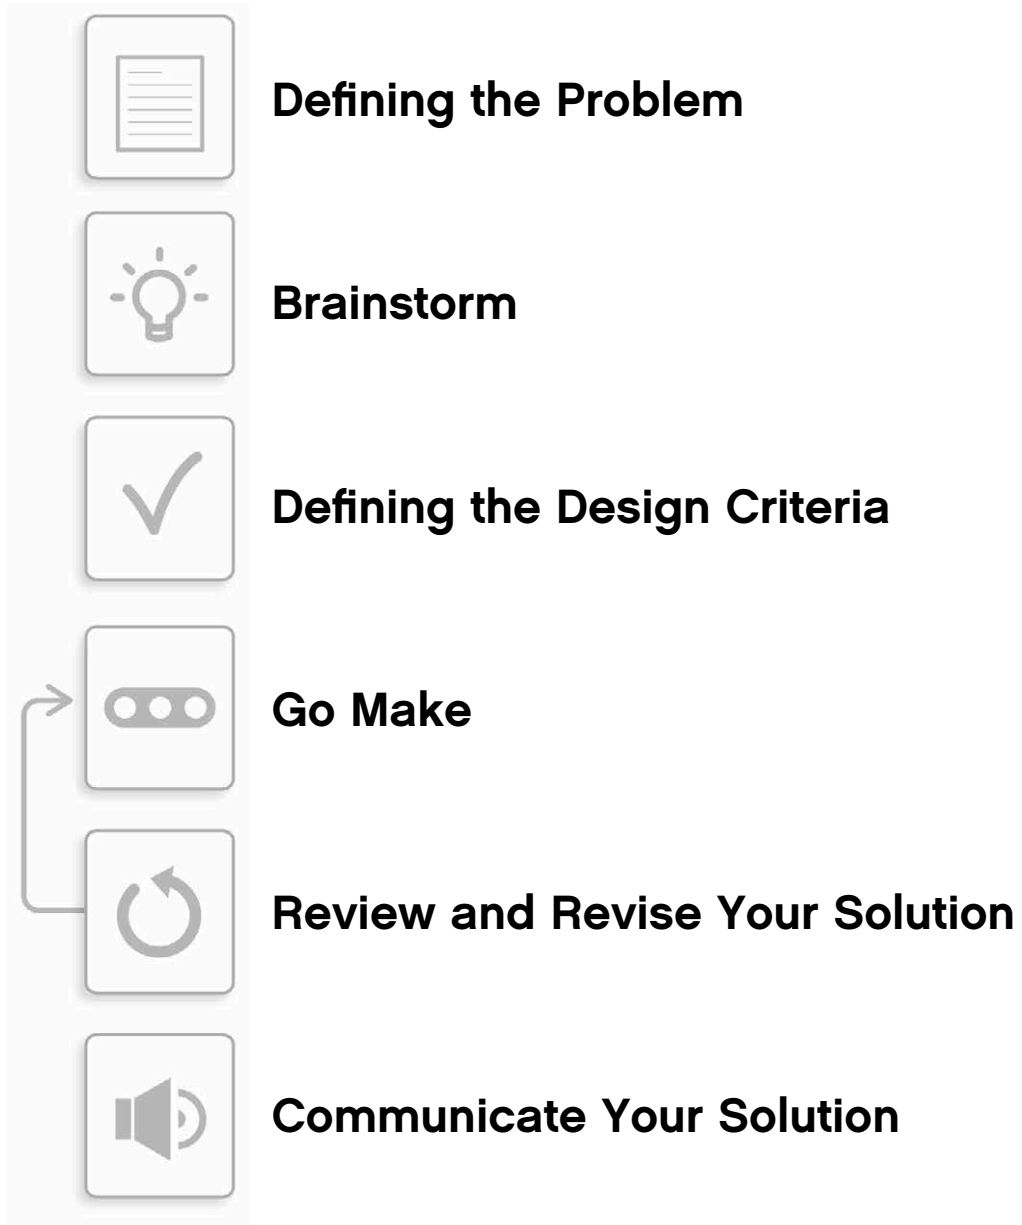 Defining the Problem
Brainstorm
Defining the Design Criteria
Go Make
Review and Revise Your Solution
Communicate Your Solution